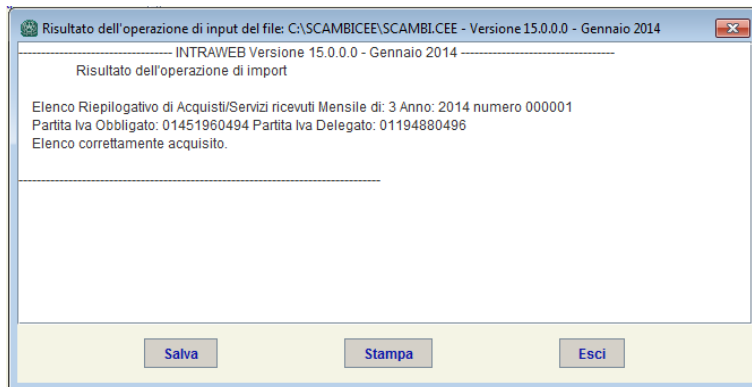 Risultato dell'operazione di input del file: C:\SCAMBICEE\SCAMBI.CEE - Versione 15.0.0.0 - Gennaio 2014
---------------------------------- INTRAWEB Versione 15.0.0.0 - Gennaio 2014 ----------------------------------
Risultato dell'operazione di import
Elenco Riepilogativo di Acquisti/Servizi ricevuti Mensile di: 3 Anno: 2014 numero 000001
Partita Iva Obbligato: 01451960494 Partita Iva Delegato: 01194880496
Elenco correttamente acquisito.
--------------------------------------------------------------------------------
Salva Stampa Esci